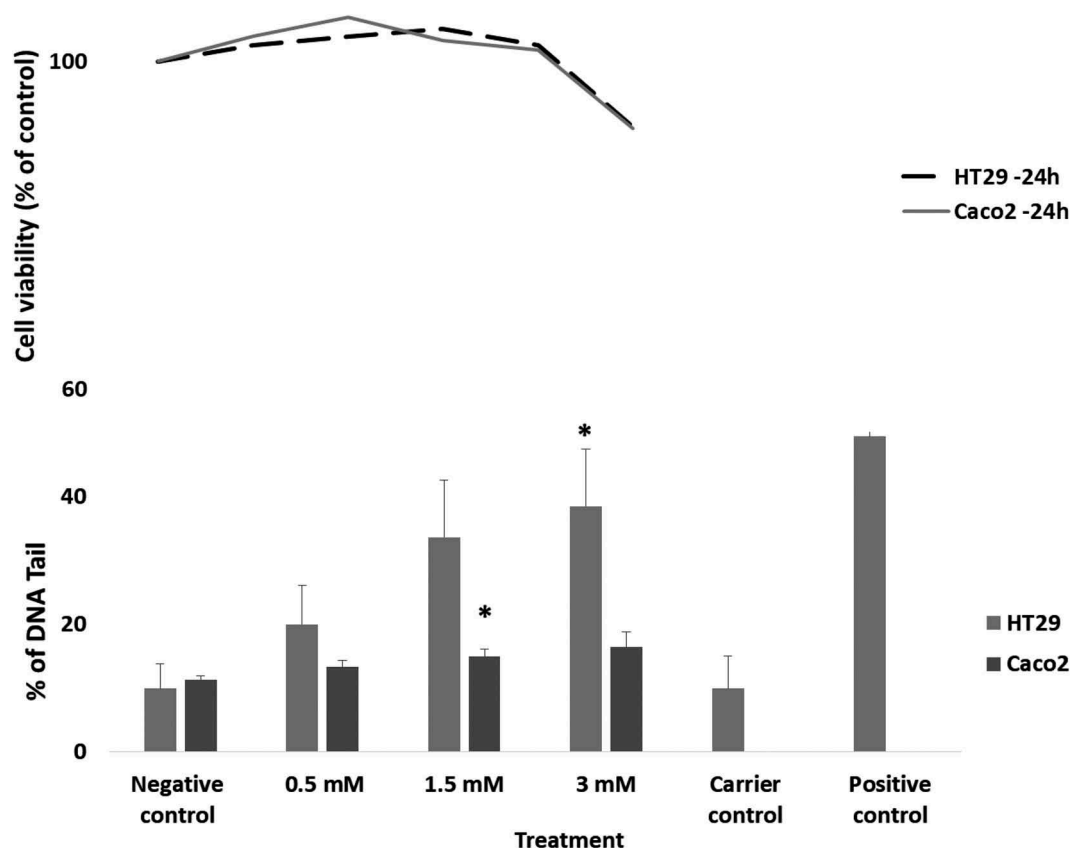 Cell viability (% of control)
100
HT29 -24h
Caco2 -24h
60
40
20
0
% of DNA Tail
*
*
HT29
Caco2
Negative control
0.5 mM
1.5 mM
3 mM
Carrier control
Positive control
Treatment